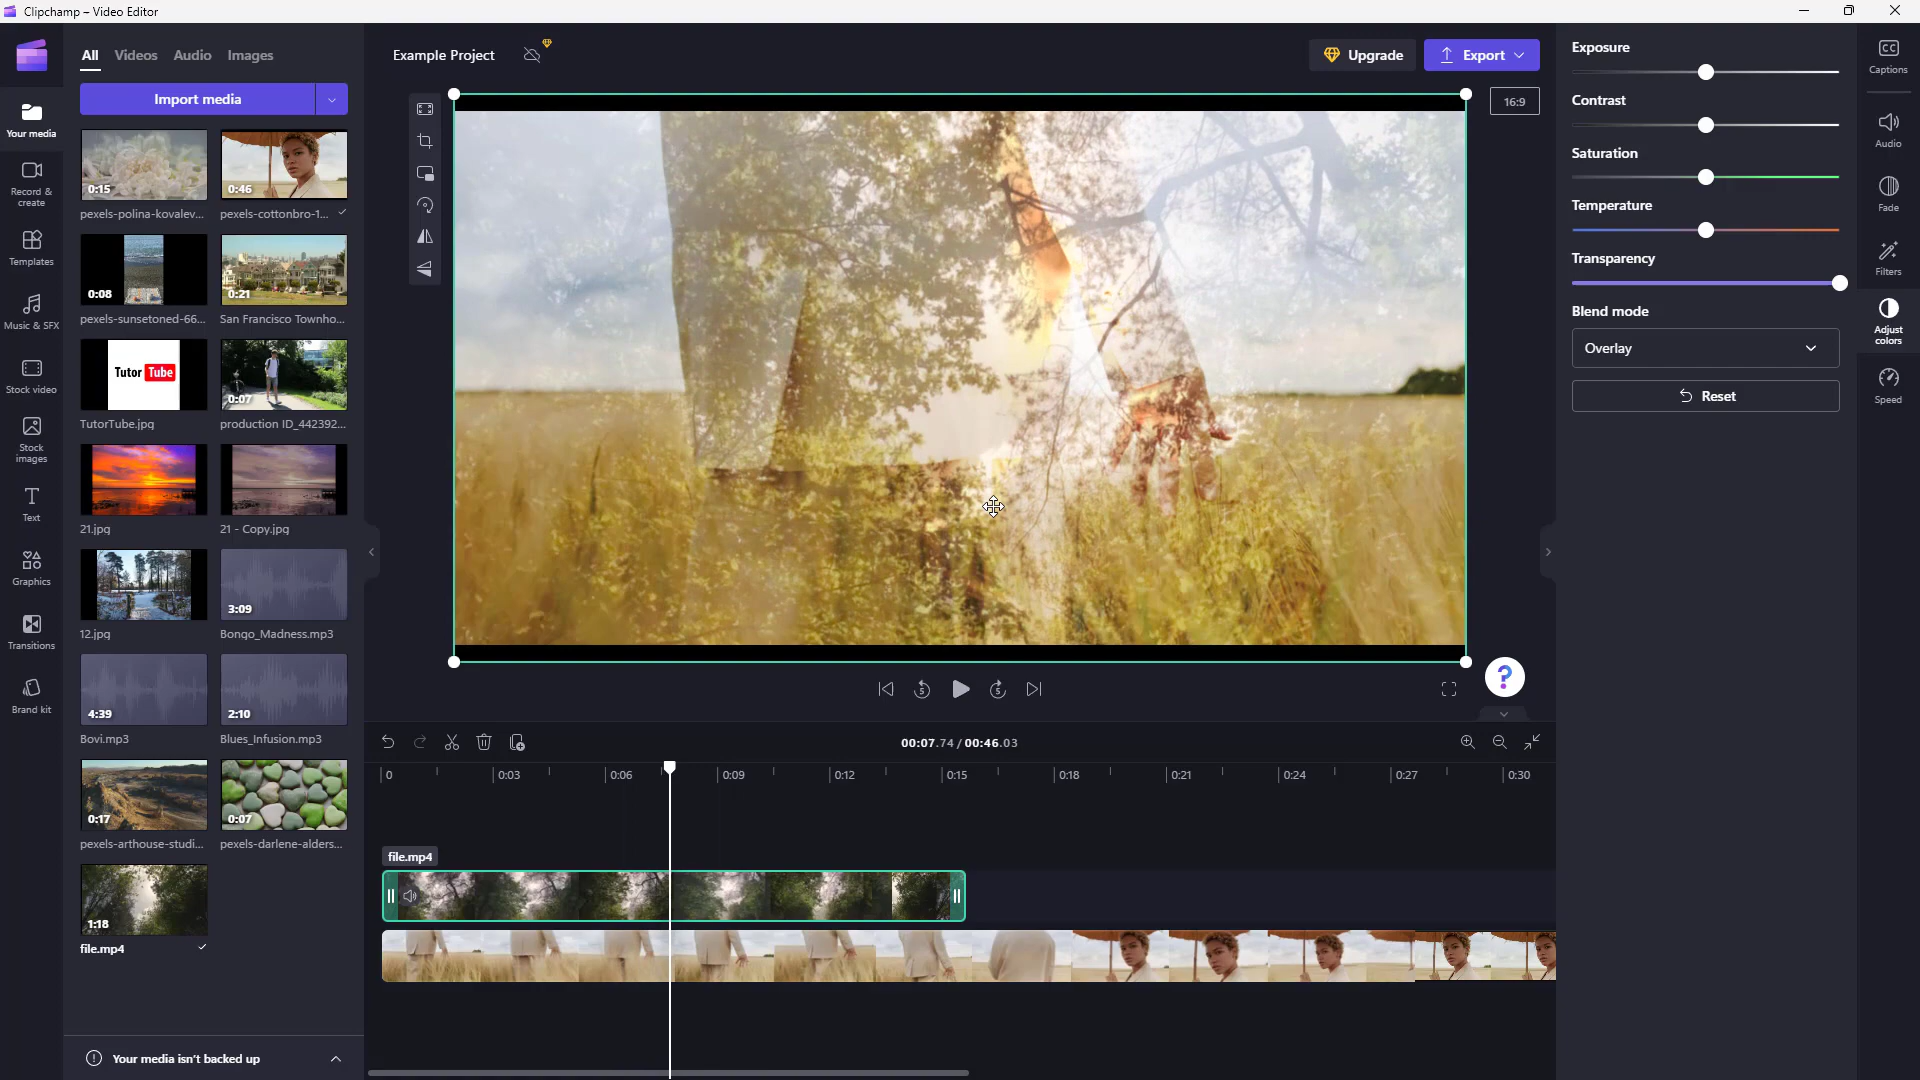 Clipchamp – Video Editor
All Videos Audio Images
Import media
Your media
Record & create
Templates
Music & SFX
Stock video
Stock images
Text
Graphics
Transitions
Brand kit
0:15
pexels-polina-kovalev...
0:46
pexels-cottonbro-1...
0:08
pexels-sunsetoned-66...
0:21
San Francisco Townho...
Tutor Tube
TutorTube.jpg
0:07
production ID_442392...
21.jpg
21 - Copy.jpg
12.jpg
3:09
Bongo_Madness.mp3
4:39
Bovi.mp3
2:10
Blues_Infusion.mp3
0:17
pexels-arthouse-studi...
0:07
pexels-darlene-alders...
1:18
file.mp4
Your media isn't backed up
Example Project
Upgrade
Export
16:9
5
5
?
00:07.74 / 00:46.03
0 0:03 0:06 0:09 0:12 0:15 0:18 0:21 0:24 0:27 0:30
file.mp4
Exposure
Contrast
Saturation
Temperature
Transparency
Blend mode
Overlay
Reset
CC
Captions
Audio
Fade
Filters
Adjust colors
Speed